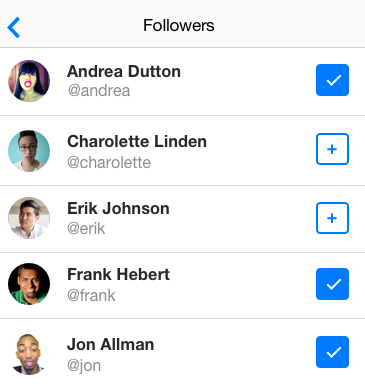 Followers
Andrea Dutton
@andrea
Charolette Linden
@charolette
Erik Johnson
@erik
Frank Hebert
@frank
Jon Allman
@jon